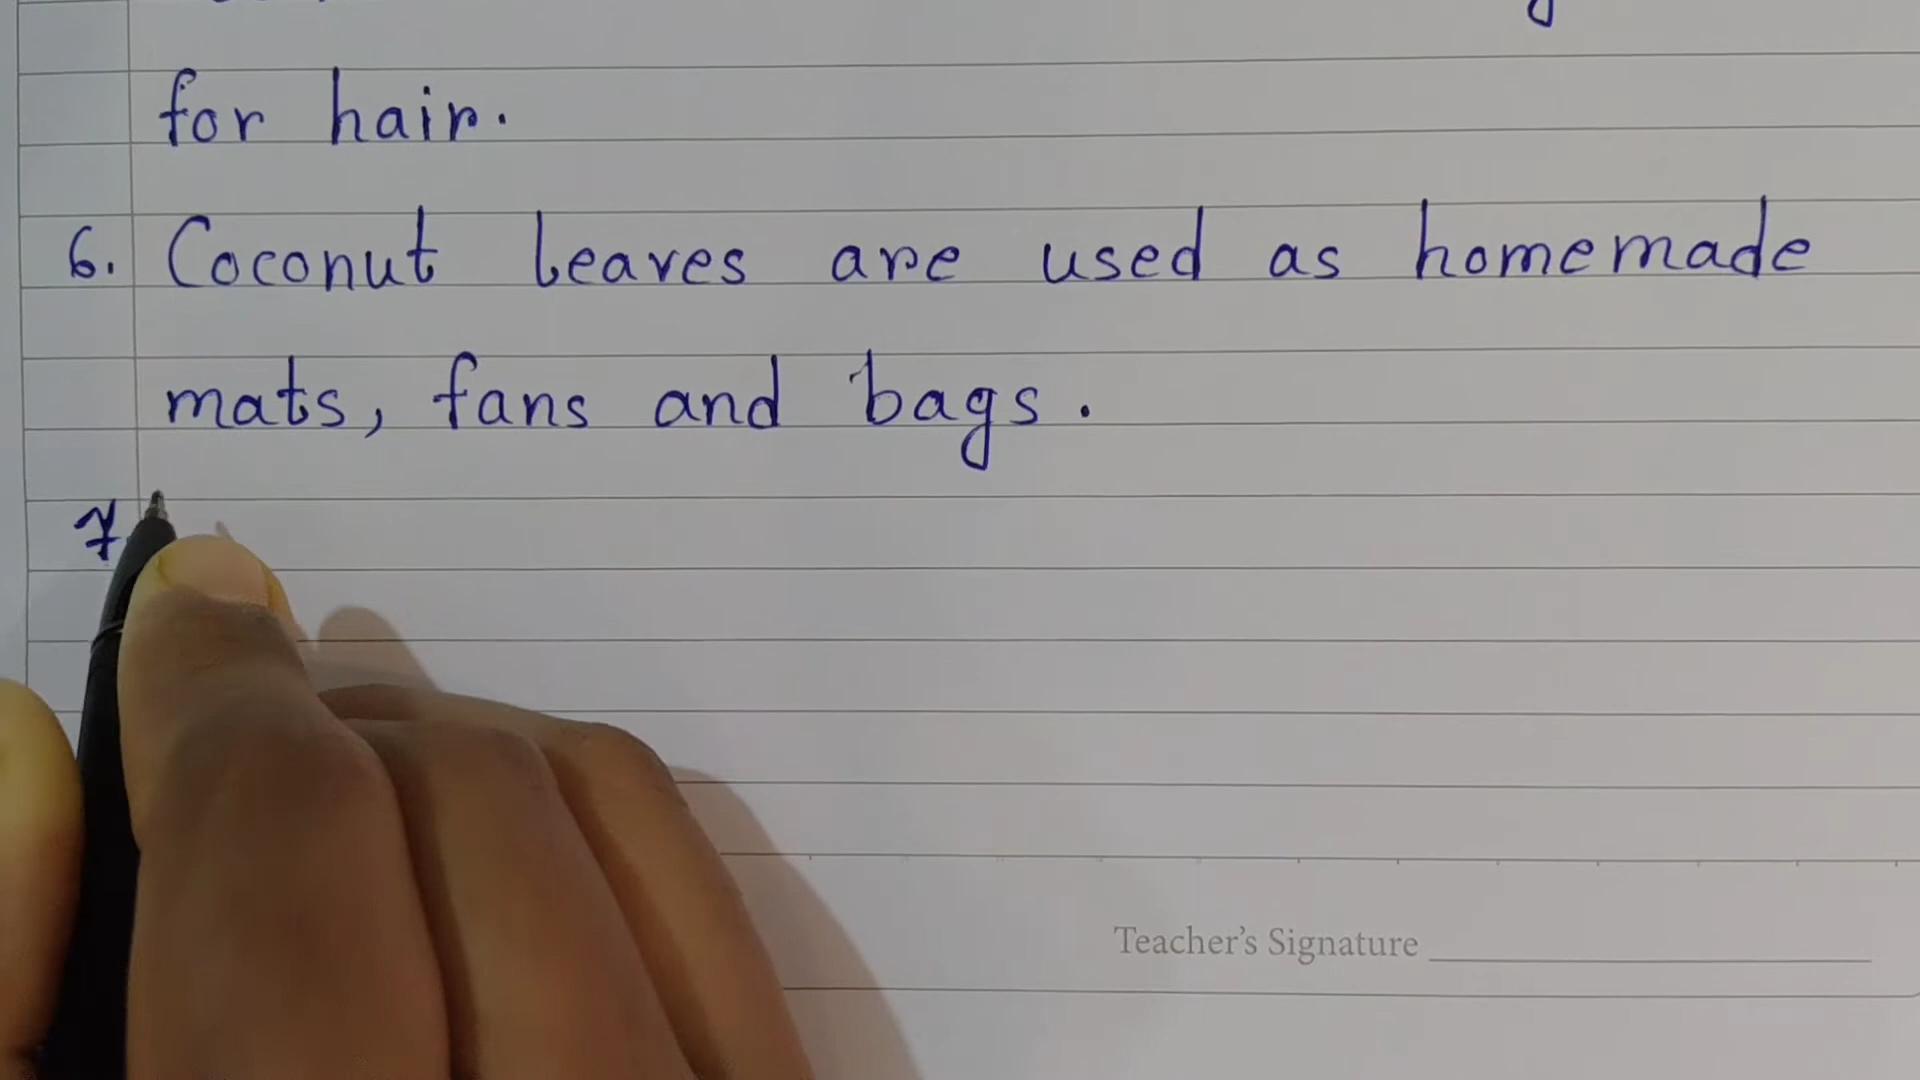 for hair.
6. Coconut leaves are used as homemade
mats, fans and bags.
7.
Teacher's Signature